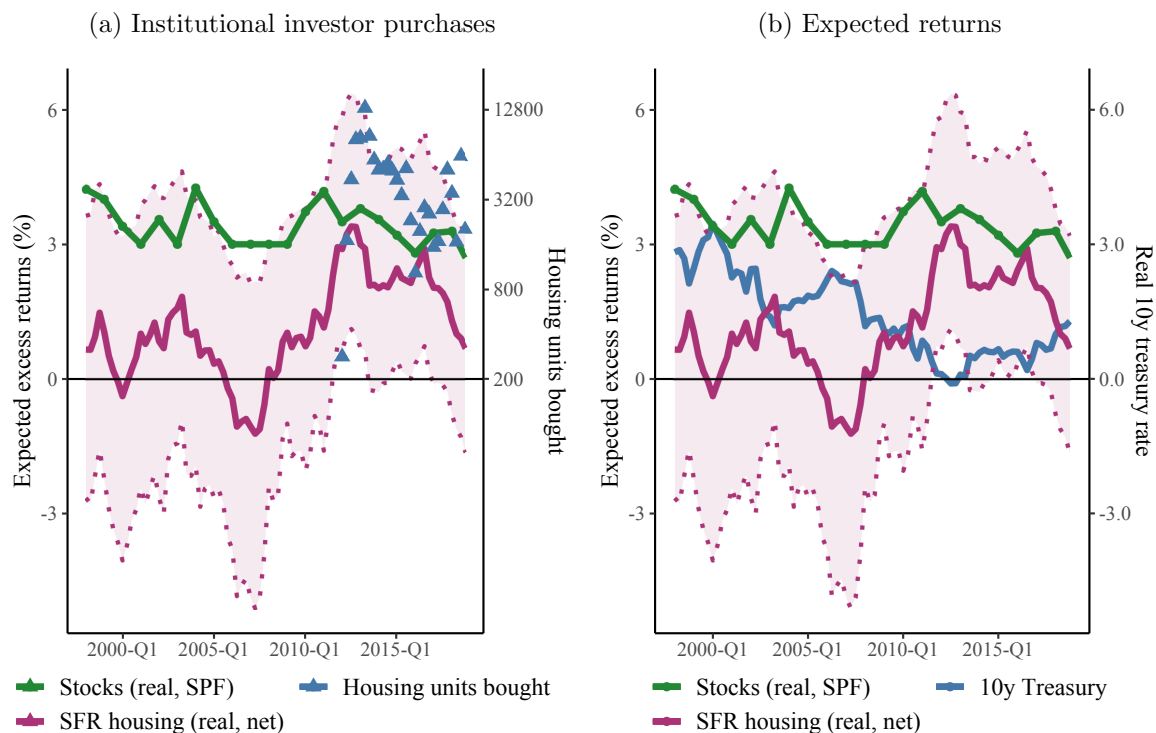 (a) Institutional investor purchases
6
3
0
-3
Expected excess returns (%)
12800
3200
800
200
Housing units bought
2000-Q1 2005-Q1 2010-Q1 2015-Q1
Stocks (real, SPF) Housing units bought
SFR housing (real, net)
(b) Expected returns
6
3
0
-3
Expected excess returns (%)
6.0
3.0
0.0
-3.0
Real 10y treasury rate
2000-Q1 2005-Q1 2010-Q1 2015-Q1
Stocks (real, SPF) 10y Treasury
SFR housing (real, net)